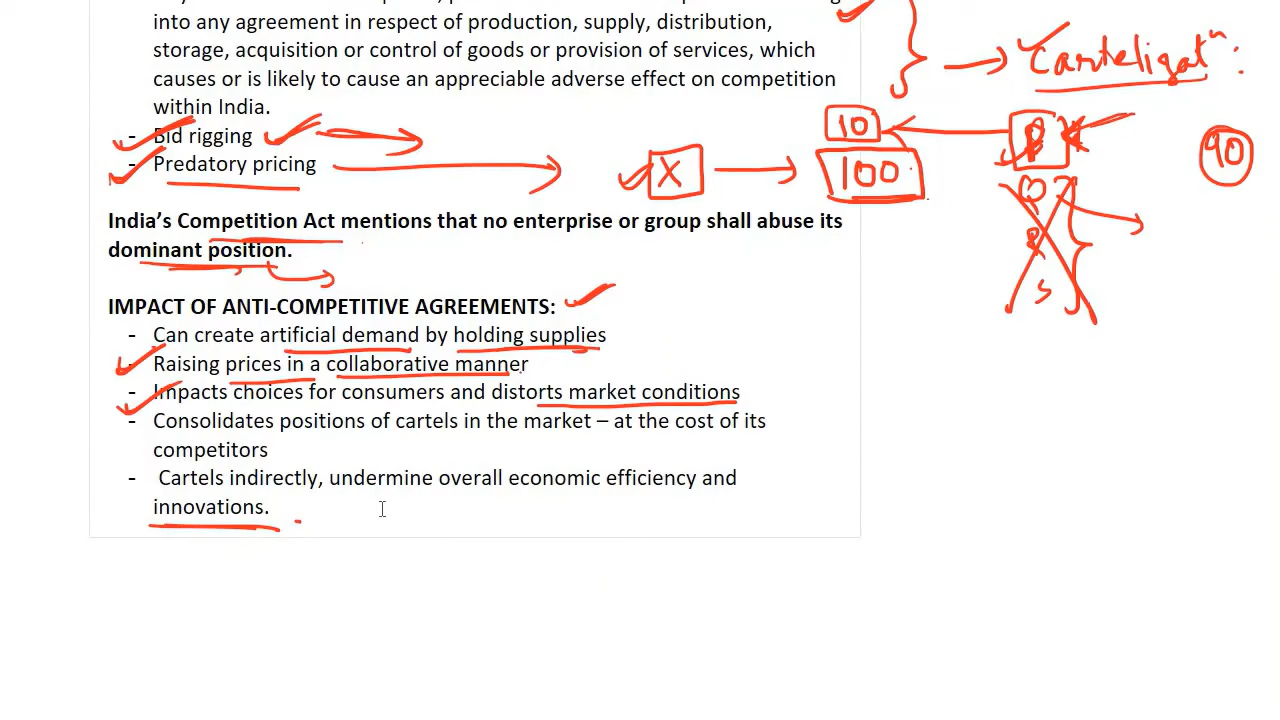 into any agreement in respect of production, supply, distribution,
storage, acquisition or control of goods or provision of services, which
causes or is likely to cause an appreciable adverse effect on competition
within India.
Cartelizatⁿ:
- Bid rigging
10
P
90
- Predatory pricing
X
100
Q
R
S
India's Competition Act mentions that no enterprise or group shall abuse its
dominant position.
IMPACT OF ANTI-COMPETITIVE AGREEMENTS:
- Can create artificial demand by holding supplies
- Raising prices in a collaborative manner
- Impacts choices for consumers and distorts market conditions
- Consolidates positions of cartels in the market – at the cost of its
competitors
- Cartels indirectly, undermine overall economic efficiency and
innovations.